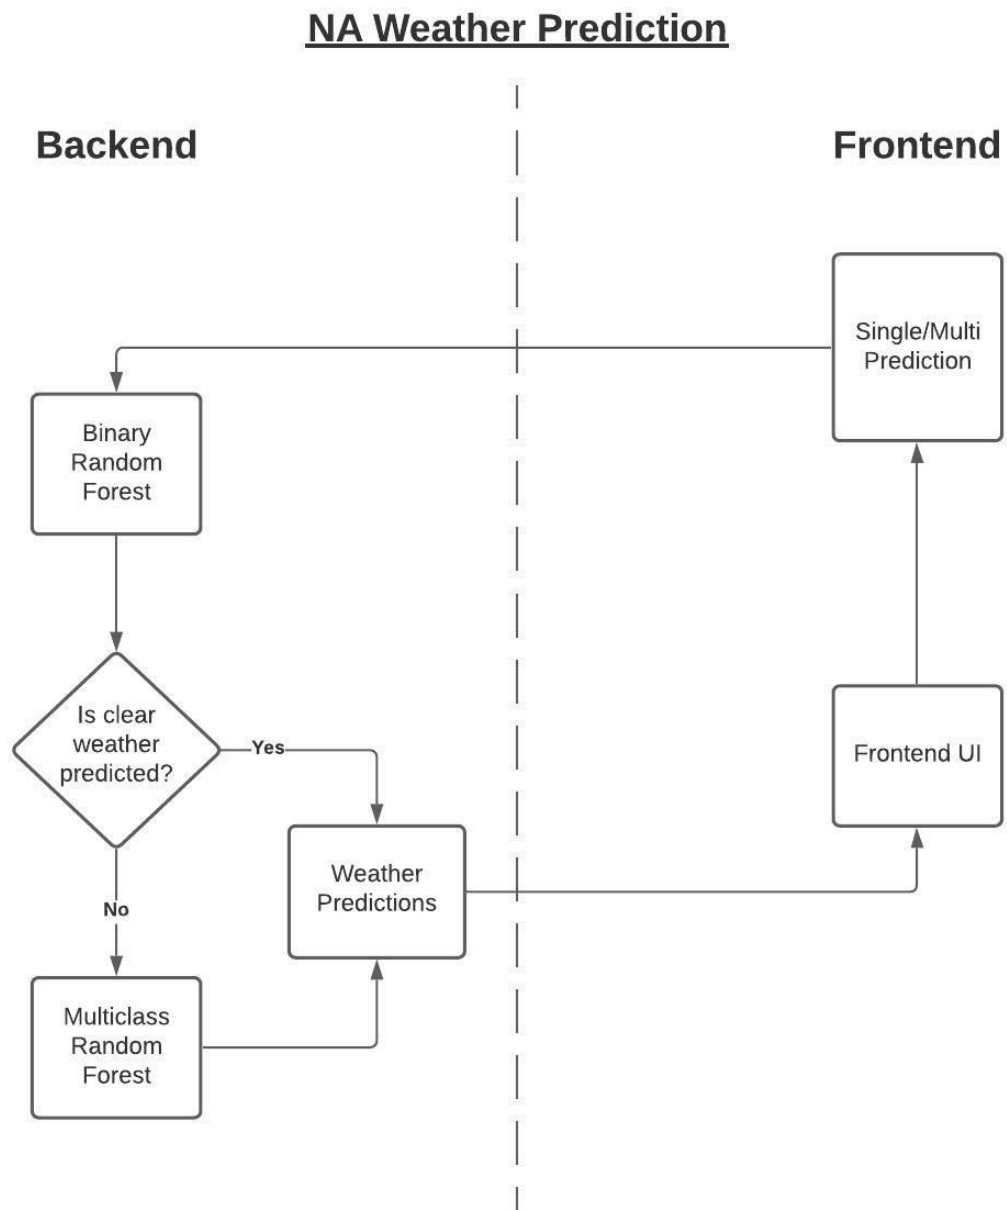 NA Weather Prediction
Backend
Frontend
Single/Multi
Prediction
Binary
Random
Forest
Is clear
weather
predicted?
Yes
Frontend UI
Weather
Predictions
No
Multiclass
Random
Forest